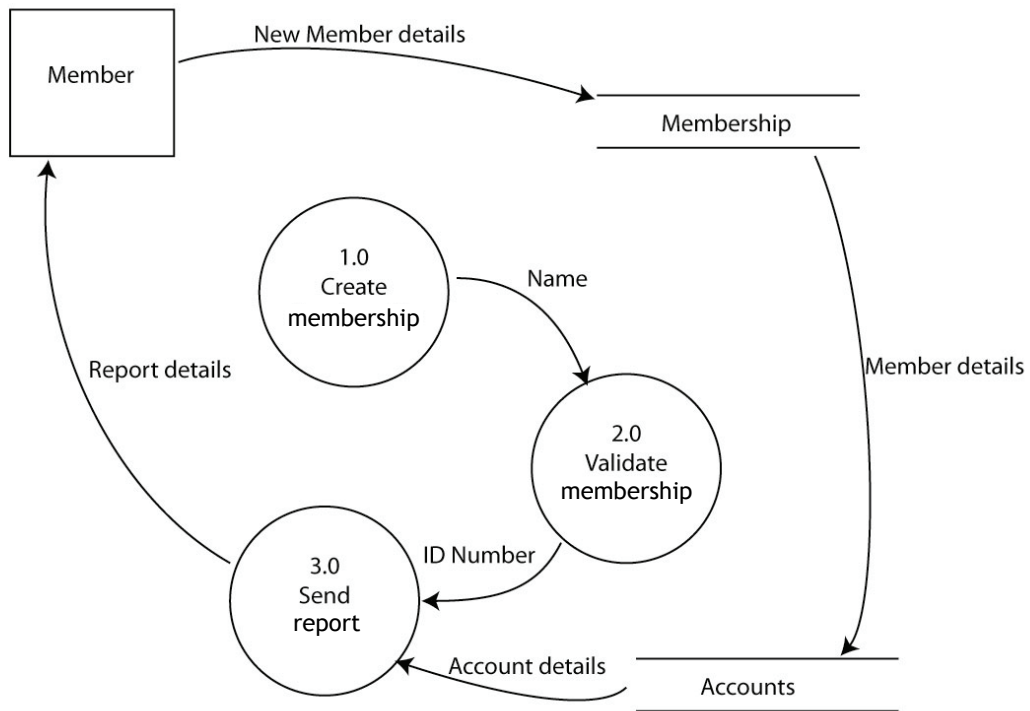 New Member details
Member
Membership
1.0
Create
membership
Name
Report details
Member details
2.0
Validate
membership
ID Number
3.0
Send
report
Account details
Accounts